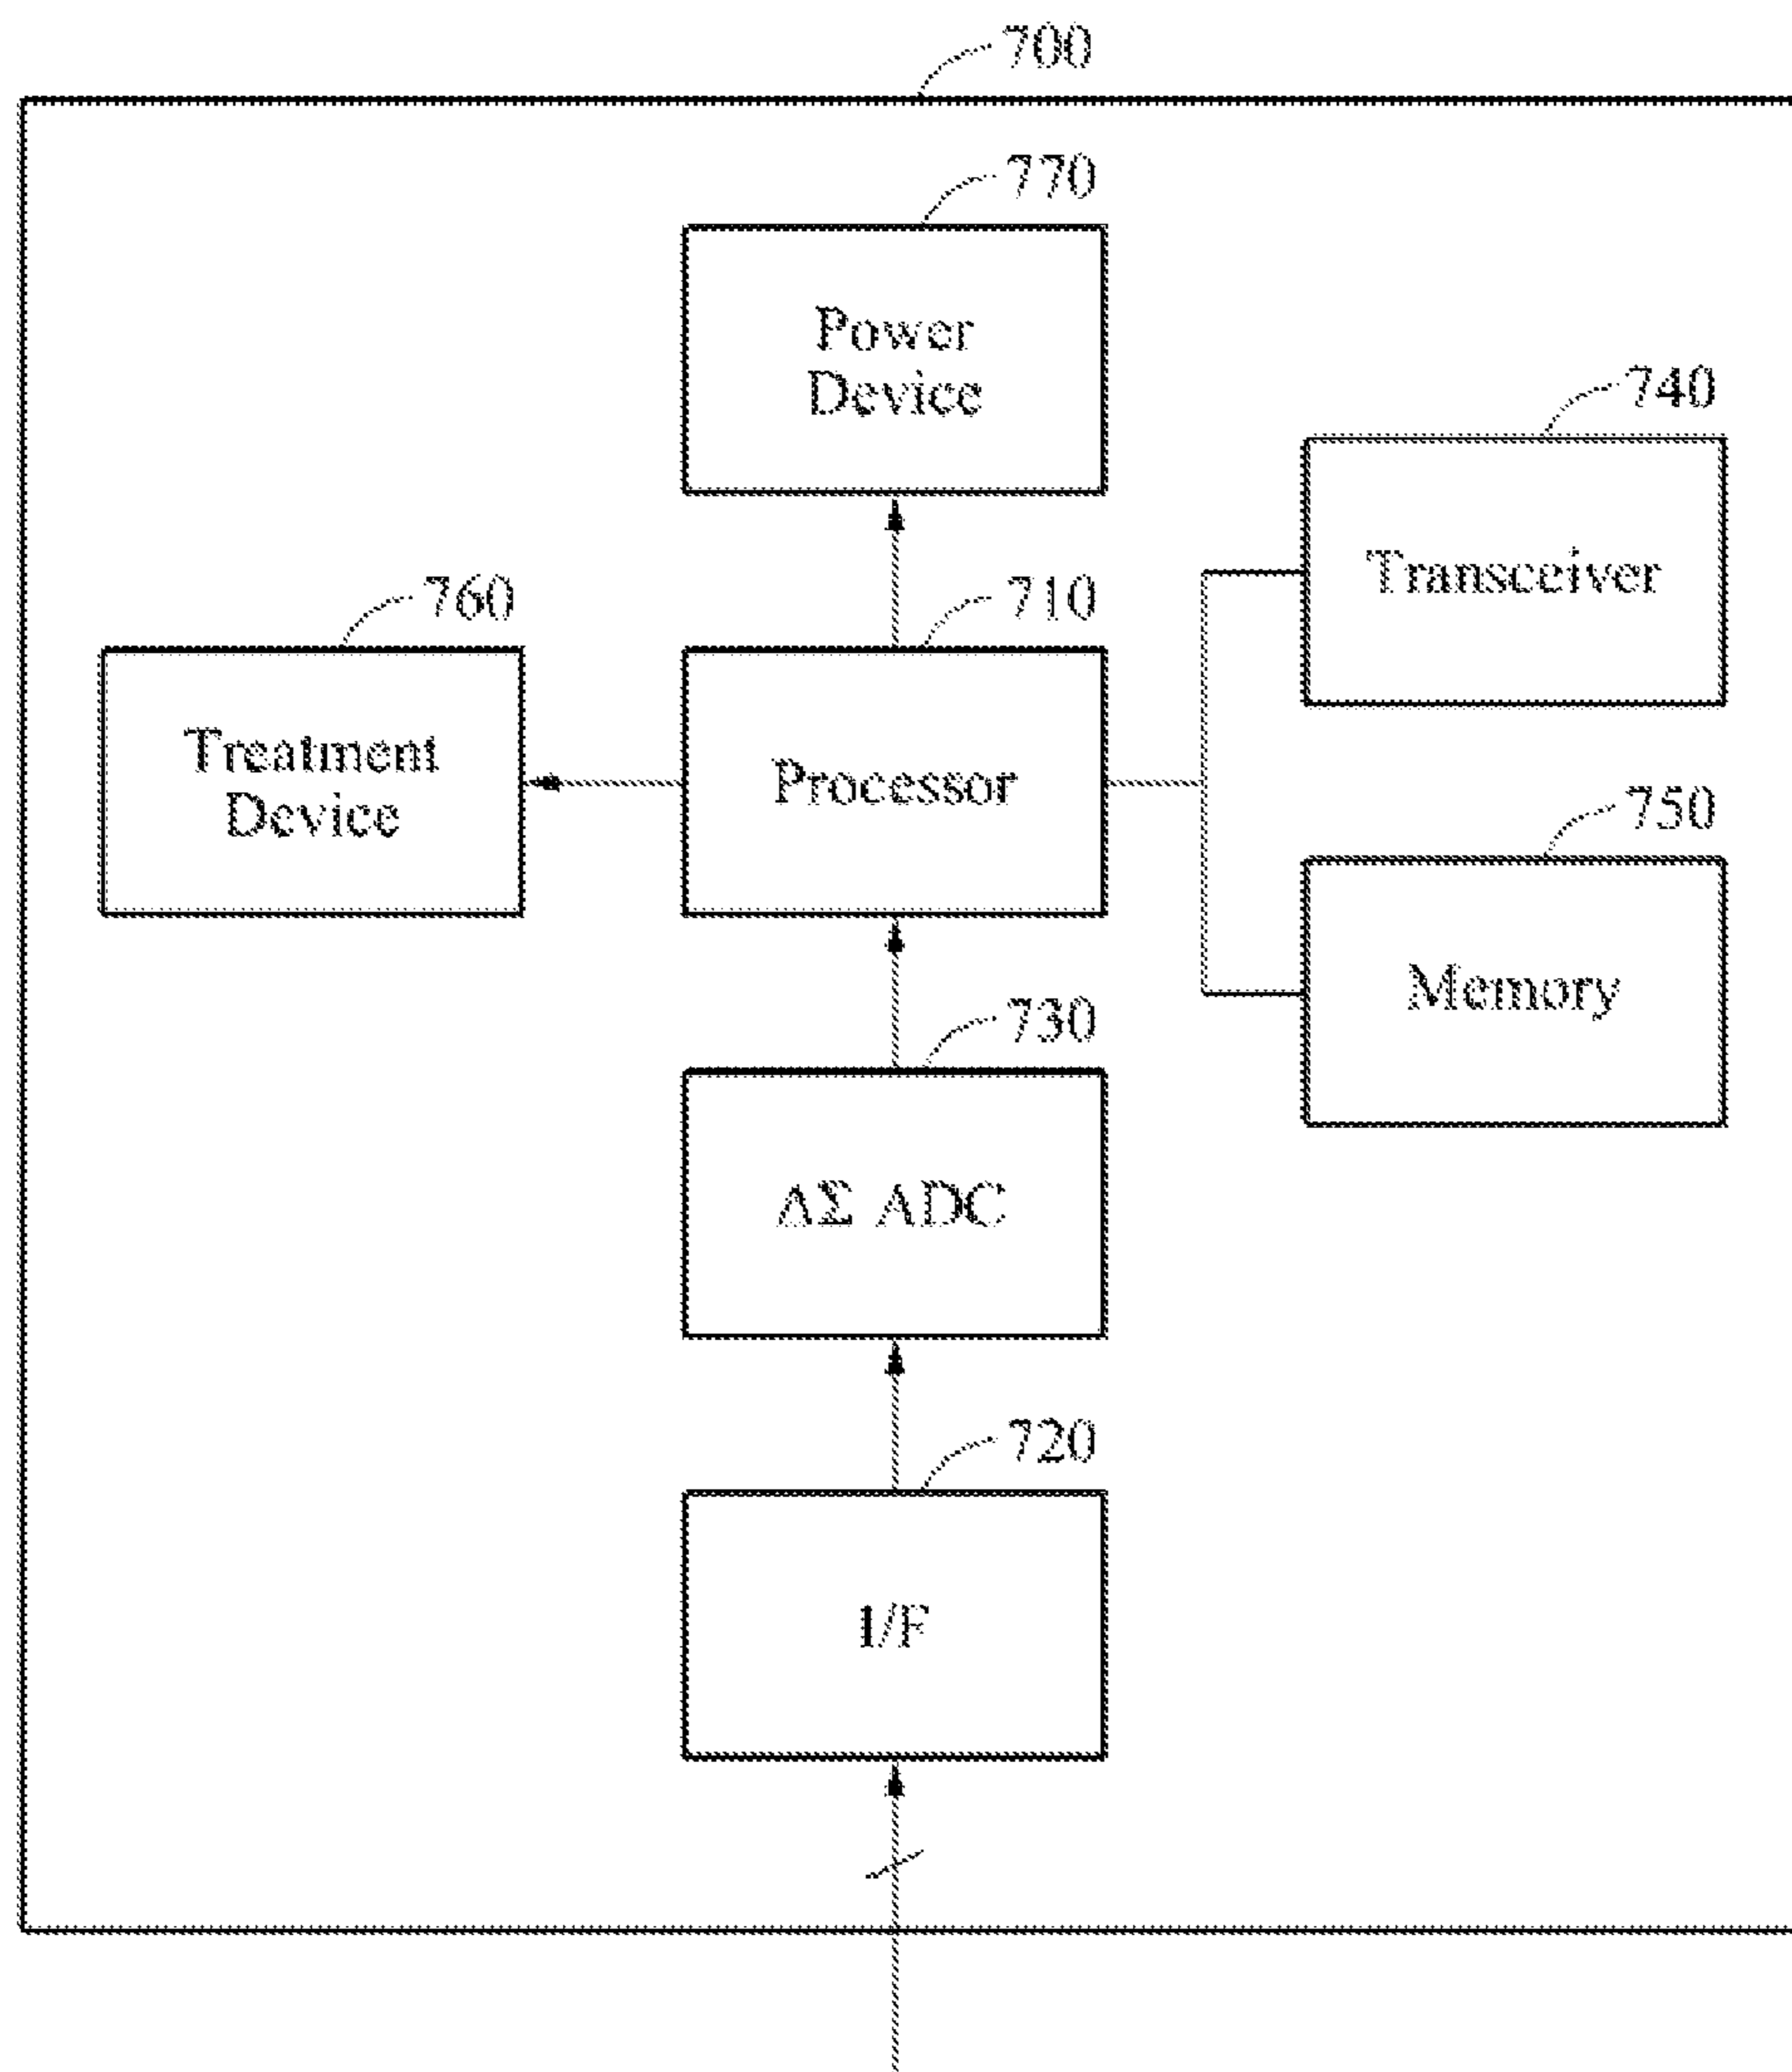 700
770
Power
Device
740
Transceiver
760
710
Treatment
Device
Processor
750
Memory
730
ΔΣ ADC
720
I/F